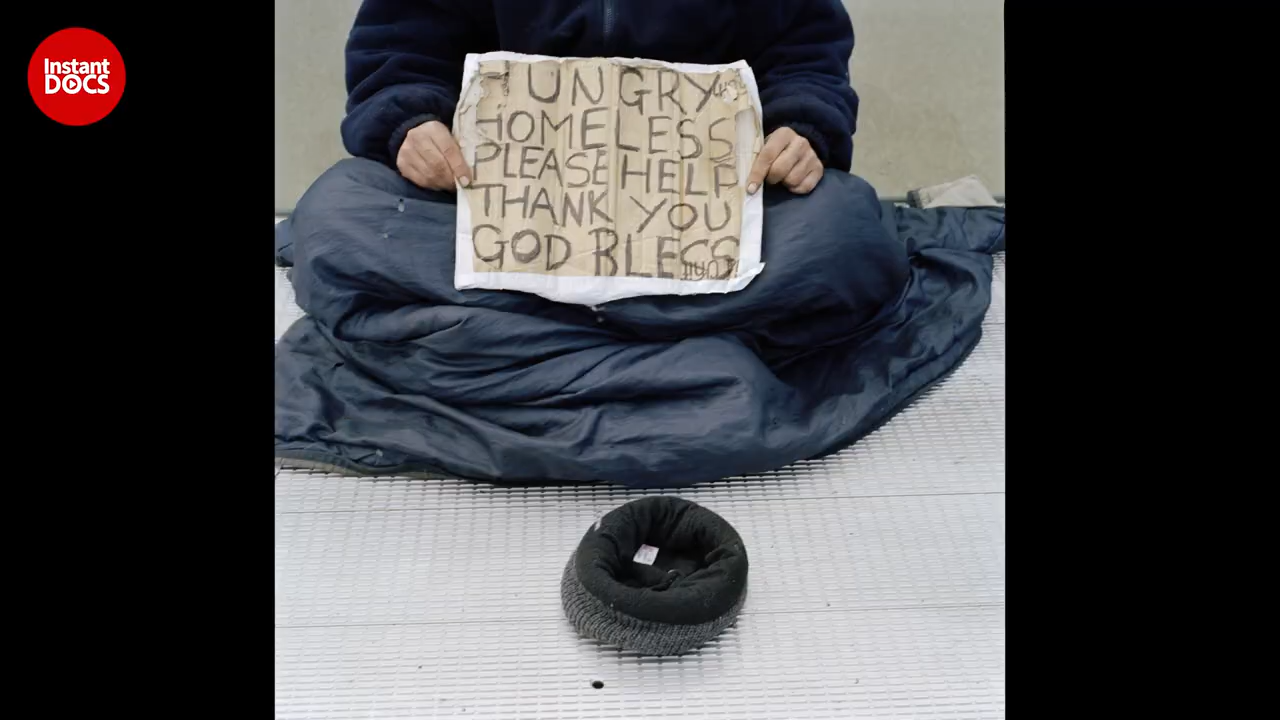 Instant
DOCS
HUNGRY
HOMELESS
PLEASE HELP
THANK YOU
GOD BLESS